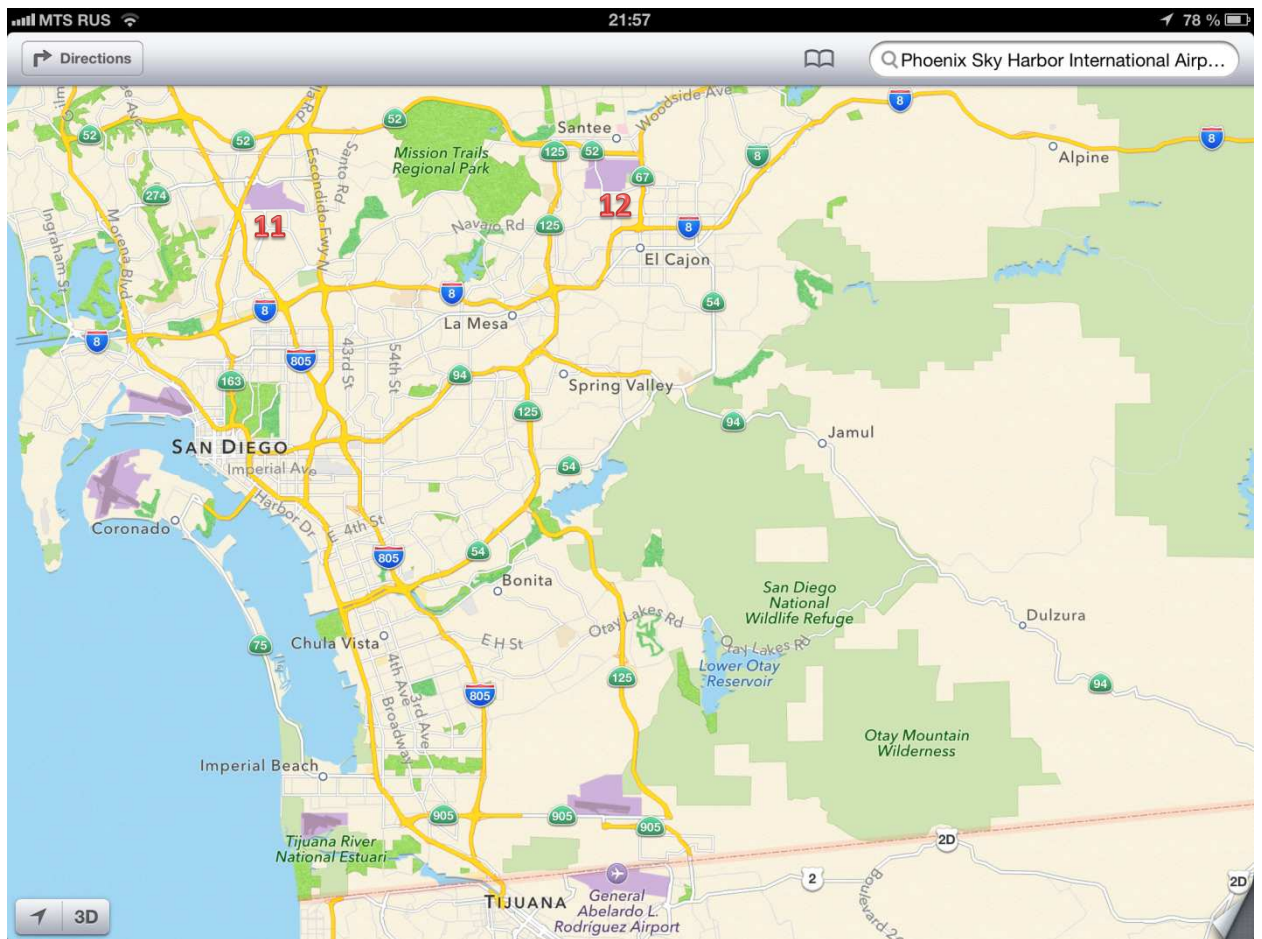 MTS RUS
21:57
78 %
Directions
Phoenix Sky Harbor International Airp...
52
52
52
Santee
Woodside Ave
8
8
125
52
8
Alpine
Mission Trails
Regional Park
Santo Rd
Escondido Fwy N
67
274
11
12
Ingraham St
Morena Blvd
Navajo Rd
125
8
El Cajon
8
8
54
La Mesa
8
805
43rd St
54th St
163
94
Spring Valley
125
94
Jamul
SAN DIEGO
Imperial Ave
54
Harbor Dr
Coronado
E 4th St
805
54
Bonita
San Diego
National
Wildlife Refuge
Otay Lakes Rd
Dulzura
75
Chula Vista
E H St
Otay Lakes Rd
Lower Otay
Reservoir
4th Ave
3rd Ave
Broadway
805
125
94
Otay Mountain
Wilderness
Imperial Beach
905
905
905
Tijuana River
National Estuari
2D
2
2D
TIJUANA
General
Abelardo L.
Rodríguez Airport
3D